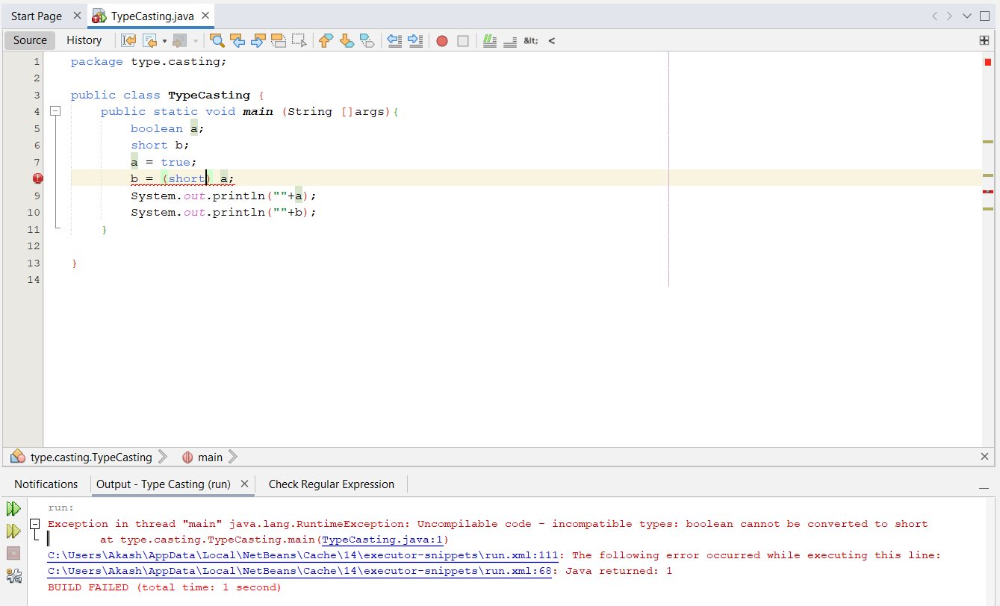 Start Page TypeCasting.java
Source History &lt; <
1 package type.casting;
2
3 public class TypeCasting {
4 public static void main (String []args){
5 boolean a;
6 short b;
7 a = true;
b = (short) a;
9 System.out.println(""+a);
10 System.out.println(""+b);
11 }
12
13 }
14
type.casting.TypeCasting main
Notifications Output - Type Casting (run) Check Regular Expression
run:
Exception in thread "main" java.lang.RuntimeException: Uncompilable code - incompatible types: boolean cannot be converted to short
at type.casting.TypeCasting.main(TypeCasting.java:1)
C:\Users\Akash\AppData\Local\NetBeans\Cache\14\executor-snippets\run.xml:111: The following error occurred while executing this line:
C:\Users\Akash\AppData\Local\NetBeans\Cache\14\executor-snippets\run.xml:68: Java returned: 1
BUILD FAILED (total time: 1 second)